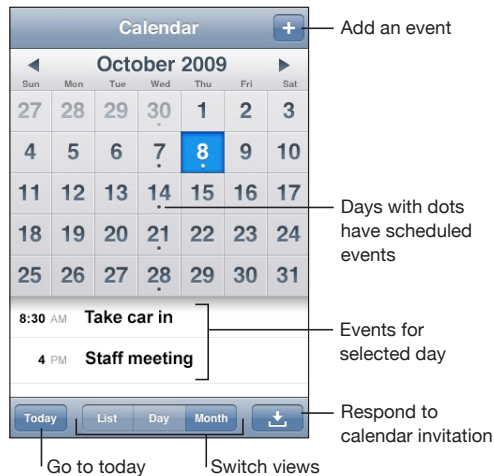 Calendar
+
Add an event
October 2009
Sun Mon Tue Wed Thu Fri Sat
27 28 29 30 1 2 3
4 5 6 7 8 9 10
11 12 13 14 15 16 17
Days with dots
have scheduled
events
18 19 20 21 22 23 24
25 26 27 28 29 30 31
8:30 AM Take car in
4 PM Staff meeting
Events for
selected day
Today List Day Month
Respond to
calendar invitation
Go to today
Switch views